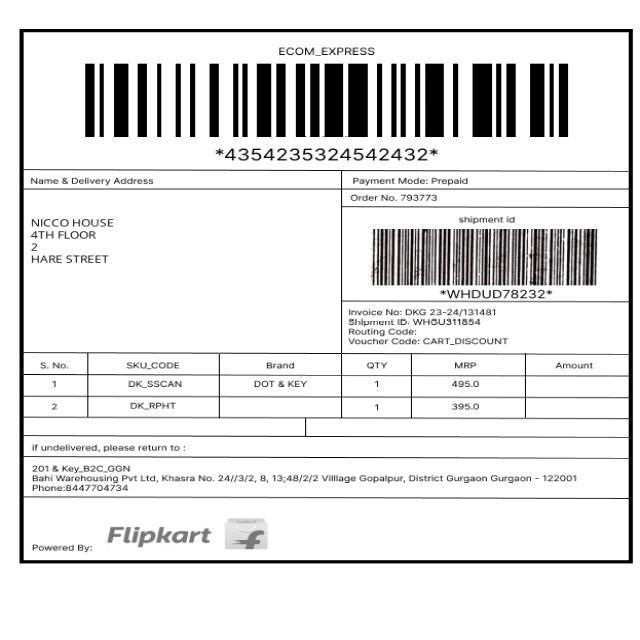 ECOM_EXPRESS
*4354235324542432*
Name & Delivery Address
Payment Mode: Prepaid
Order No. 793773
NICCO HOUSE
4TH FLOOR
2
HARE STREET
shipment id
*WHDUD78232*
Invoice No: DKG 23-24/131481
Shipment ID: WHGU311854
Routing Code:
Voucher Code: CART_DISCOUNT
S. No. SKU_CODE Brand QTY MRP Amount
1 DK_SSCAN DOT & KEY 1 495.0
2 DK_RPHT 1 395.0
if undelivered, please return to :
201 & Key_B2C_GGN
Bahi Warehousing Pvt Ltd, Khasra No. 24//3/2, 8, 13;48/2/2 Villlage Gopalpur, District Gurgaon Gurgaon - 122001
Phone:8447704734
Powered By: Flipkart